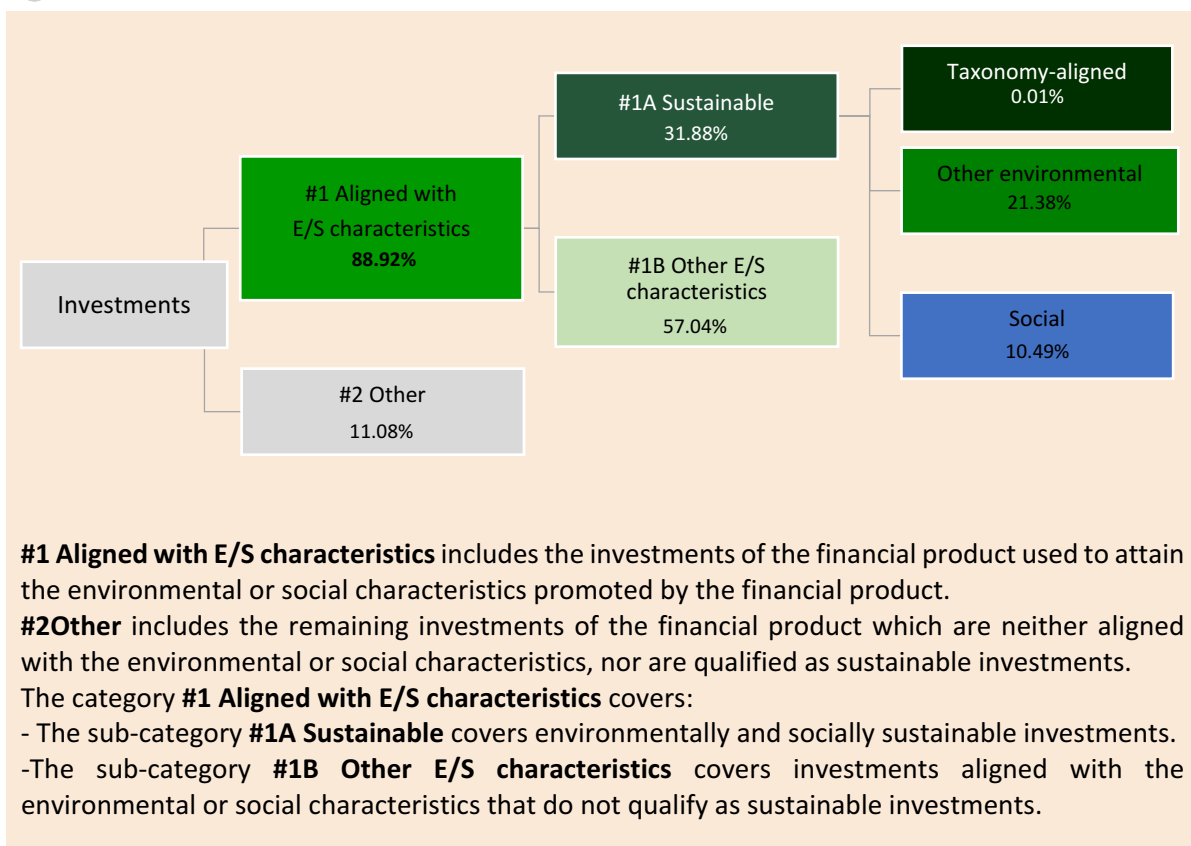 Investments
#1 Aligned with
E/S characteristics
88.92%
#2 Other
11.08%
#1A Sustainable
31.88%
#1B Other E/S
characteristics
57.04%
Taxonomy-aligned
0.01%
Other environmental
21.38%
Social
10.49%
#1 Aligned with E/S characteristics includes the investments of the financial product used to attain
the environmental or social characteristics promoted by the financial product.
#2Other includes the remaining investments of the financial product which are neither aligned
with the environmental or social characteristics, nor are qualified as sustainable investments.
The category #1 Aligned with E/S characteristics covers:
- The sub-category #1A Sustainable covers environmentally and socially sustainable investments.
-The sub-category #1B Other E/S characteristics covers investments aligned with the
environmental or social characteristics that do not qualify as sustainable investments.